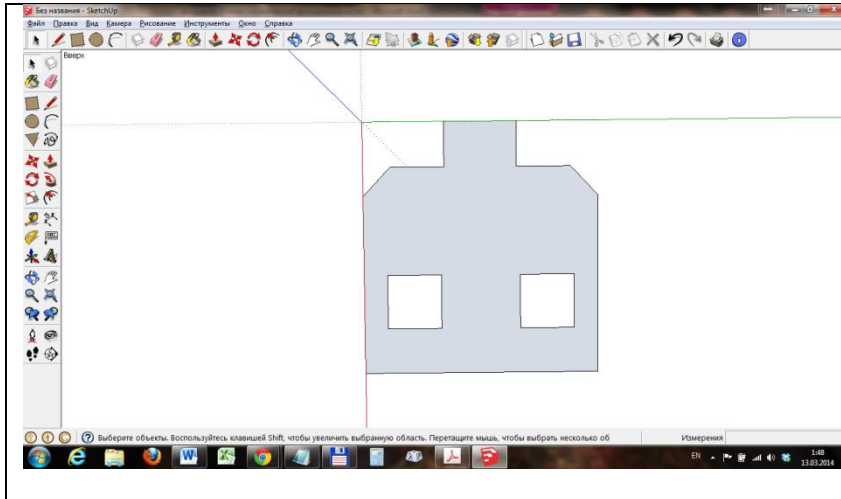 Без названия - SketchUp
Файл Правка Вид Камера Рисование Инструменты Окно Справка
Вверх
Выберите объекты. Воспользуйтесь клавишей Shift, чтобы увеличить выбранную область. Перетащите мышь, чтобы выбрать несколько об
Измерения
EN
1:48
13.03.2014